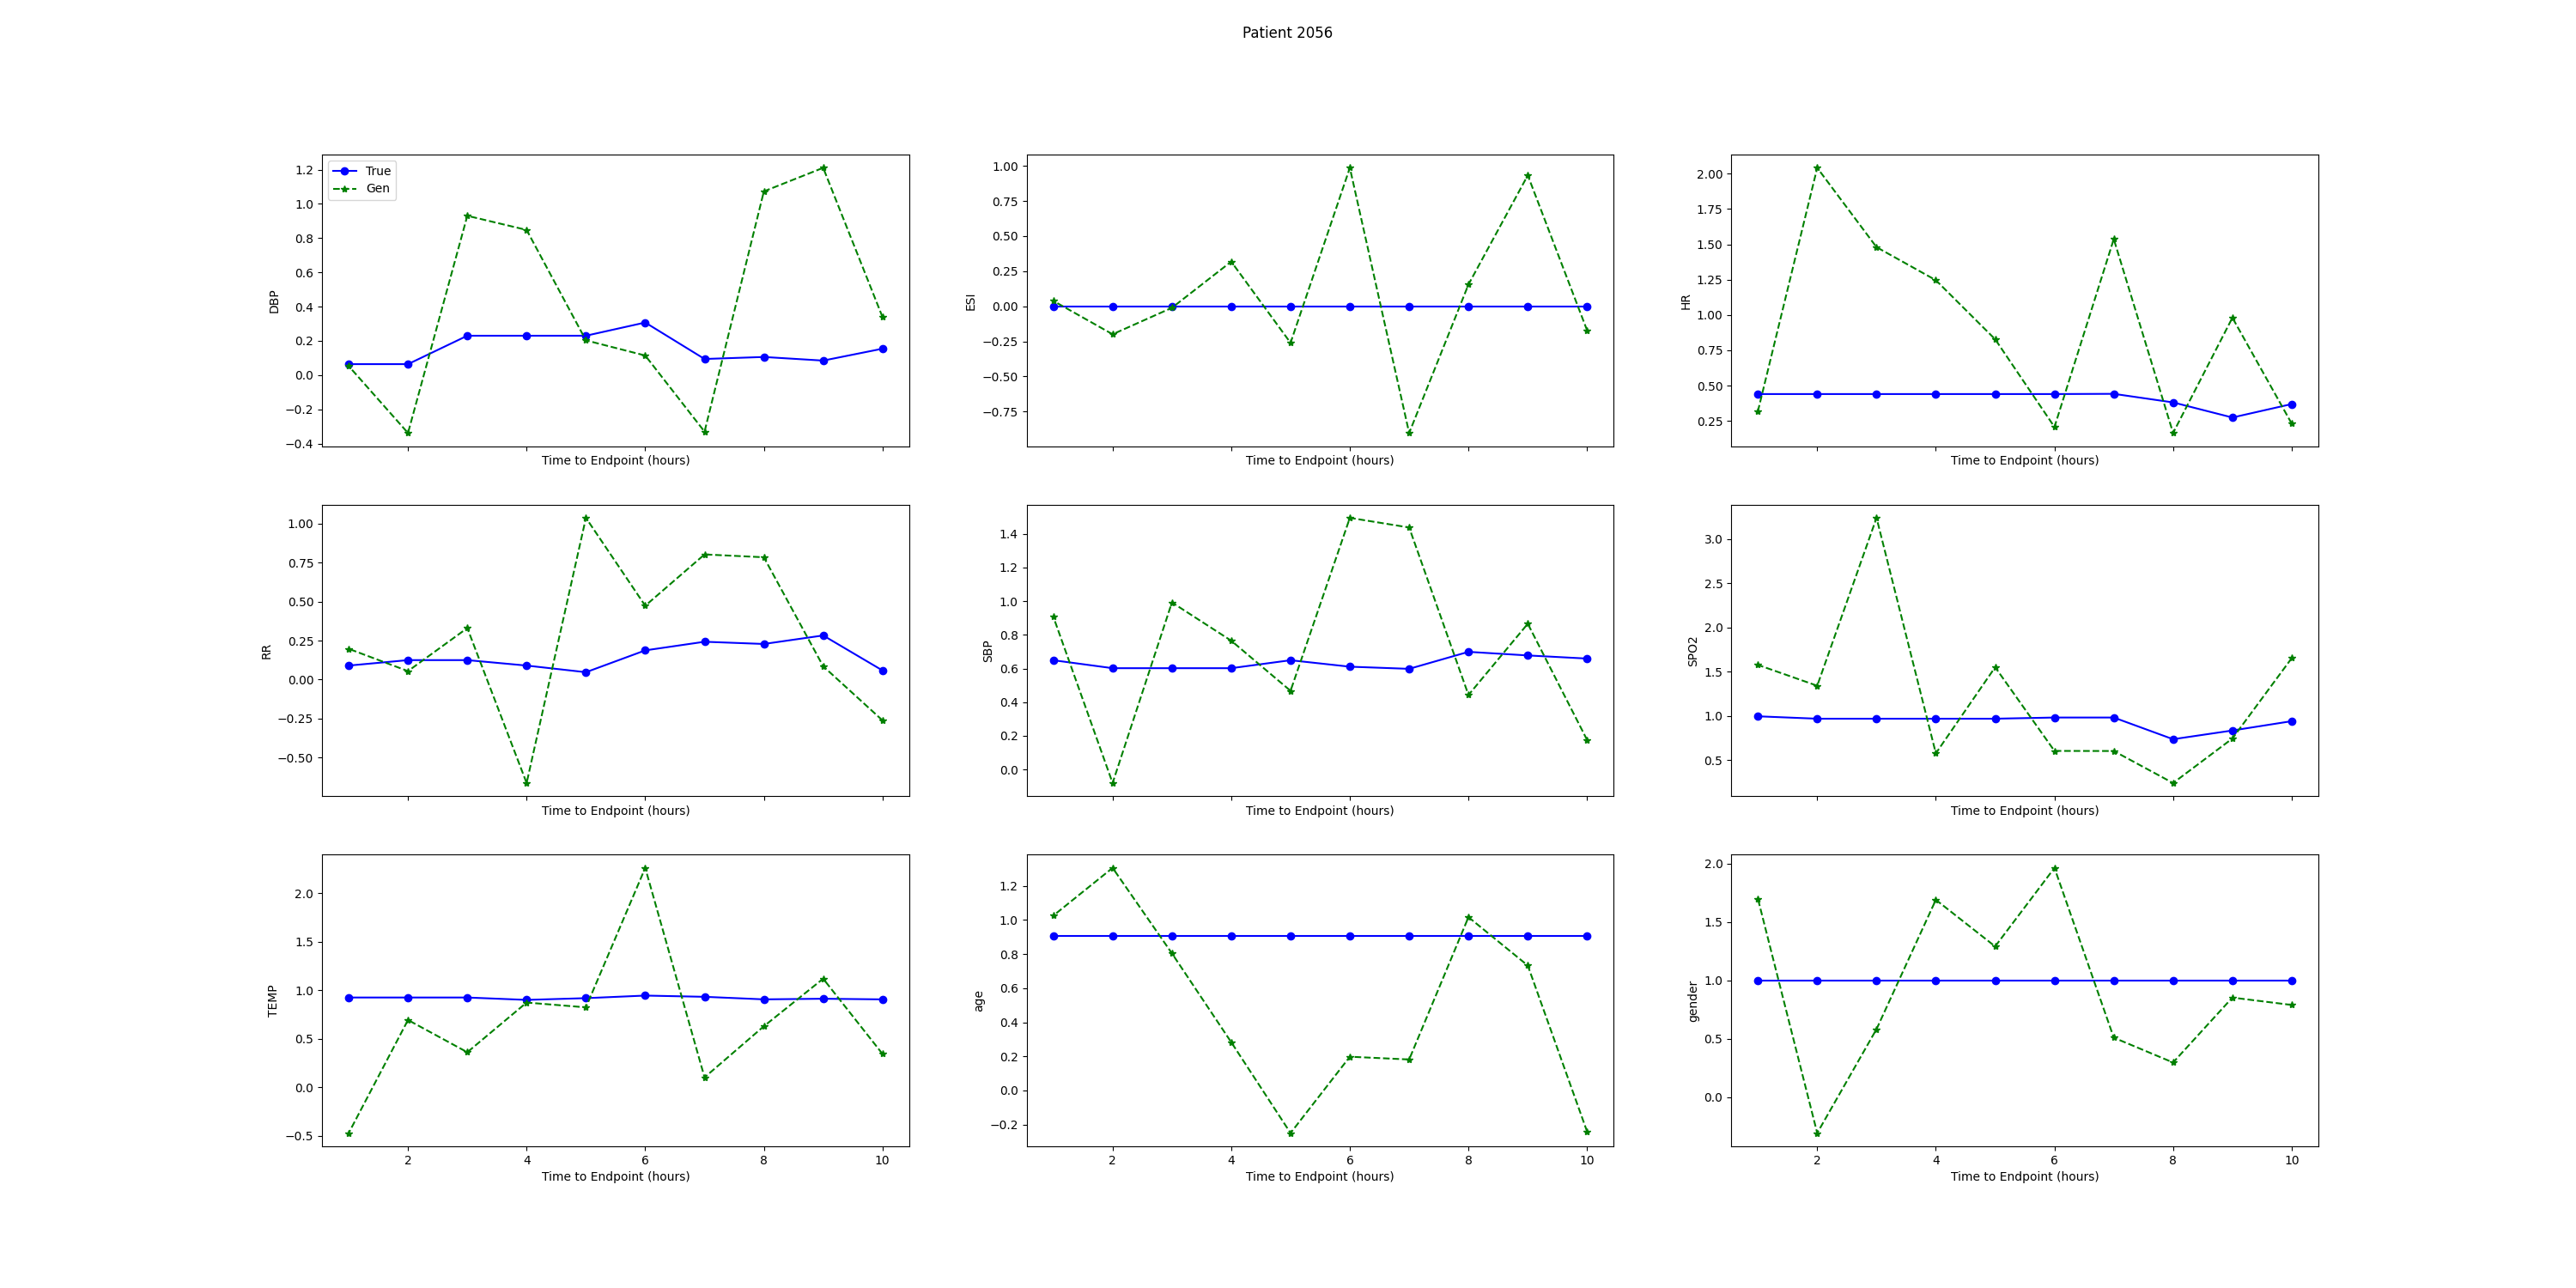 Patient 2056
DBP
1.2
1.0
0.8
0.6
0.4
0.2
0.0
−0.2
−0.4
True
Gen
Time to Endpoint (hours)
ESI
1.00
0.75
0.50
0.25
0.00
−0.25
−0.50
−0.75
Time to Endpoint (hours)
HR
2.00
1.75
1.50
1.25
1.00
0.75
0.50
0.25
Time to Endpoint (hours)
RR
1.00
0.75
0.50
0.25
0.00
−0.25
−0.50
Time to Endpoint (hours)
SBP
1.4
1.2
1.0
0.8
0.6
0.4
0.2
0.0
Time to Endpoint (hours)
SPO2
3.0
2.5
2.0
1.5
1.0
0.5
Time to Endpoint (hours)
TEMP
2.0
1.5
1.0
0.5
0.0
−0.5
2 4 6 8 10
Time to Endpoint (hours)
age
1.2
1.0
0.8
0.6
0.4
0.2
0.0
−0.2
2 4 6 8 10
Time to Endpoint (hours)
gender
2.0
1.5
1.0
0.5
0.0
2 4 6 8 10
Time to Endpoint (hours)